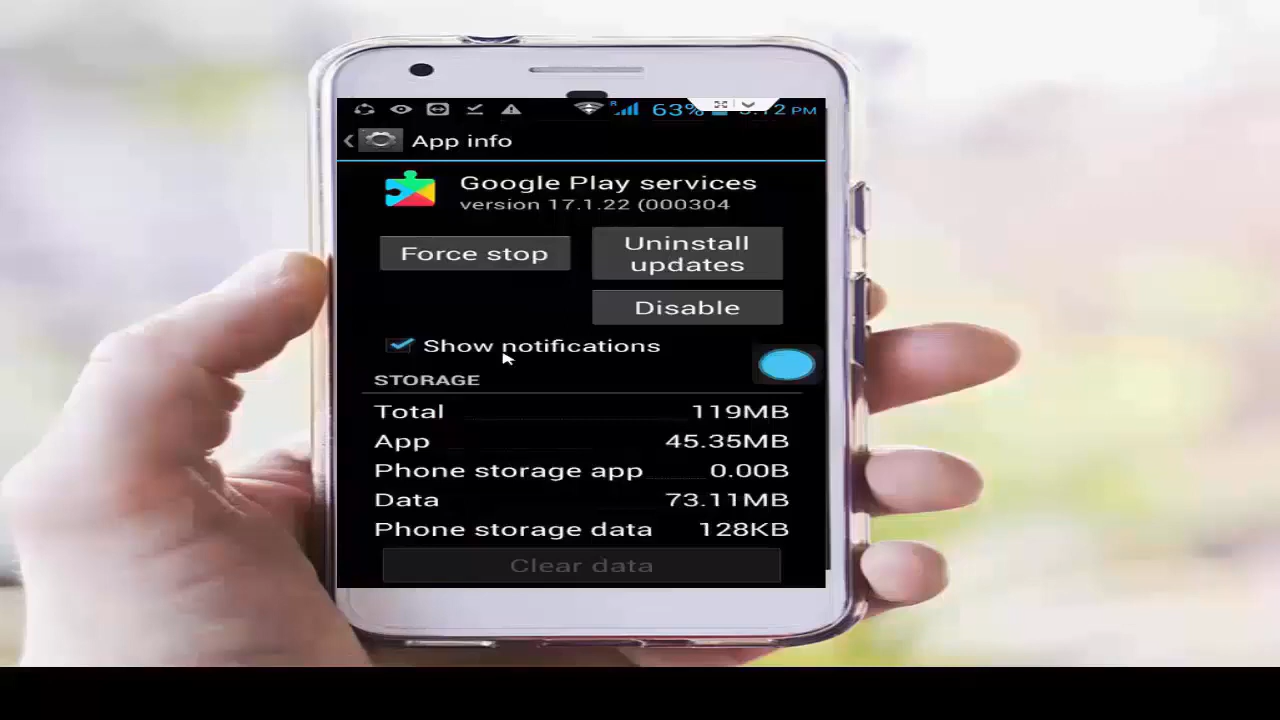 63%
App info
Google Play services
version 17.1.22 (000304
Force stop
Uninstall updates
Disable
Show notifications
STORAGE
Total 119MB
App 45.35MB
Phone storage app 0.00B
Data 73.11MB
Phone storage data 128KB
Clear data